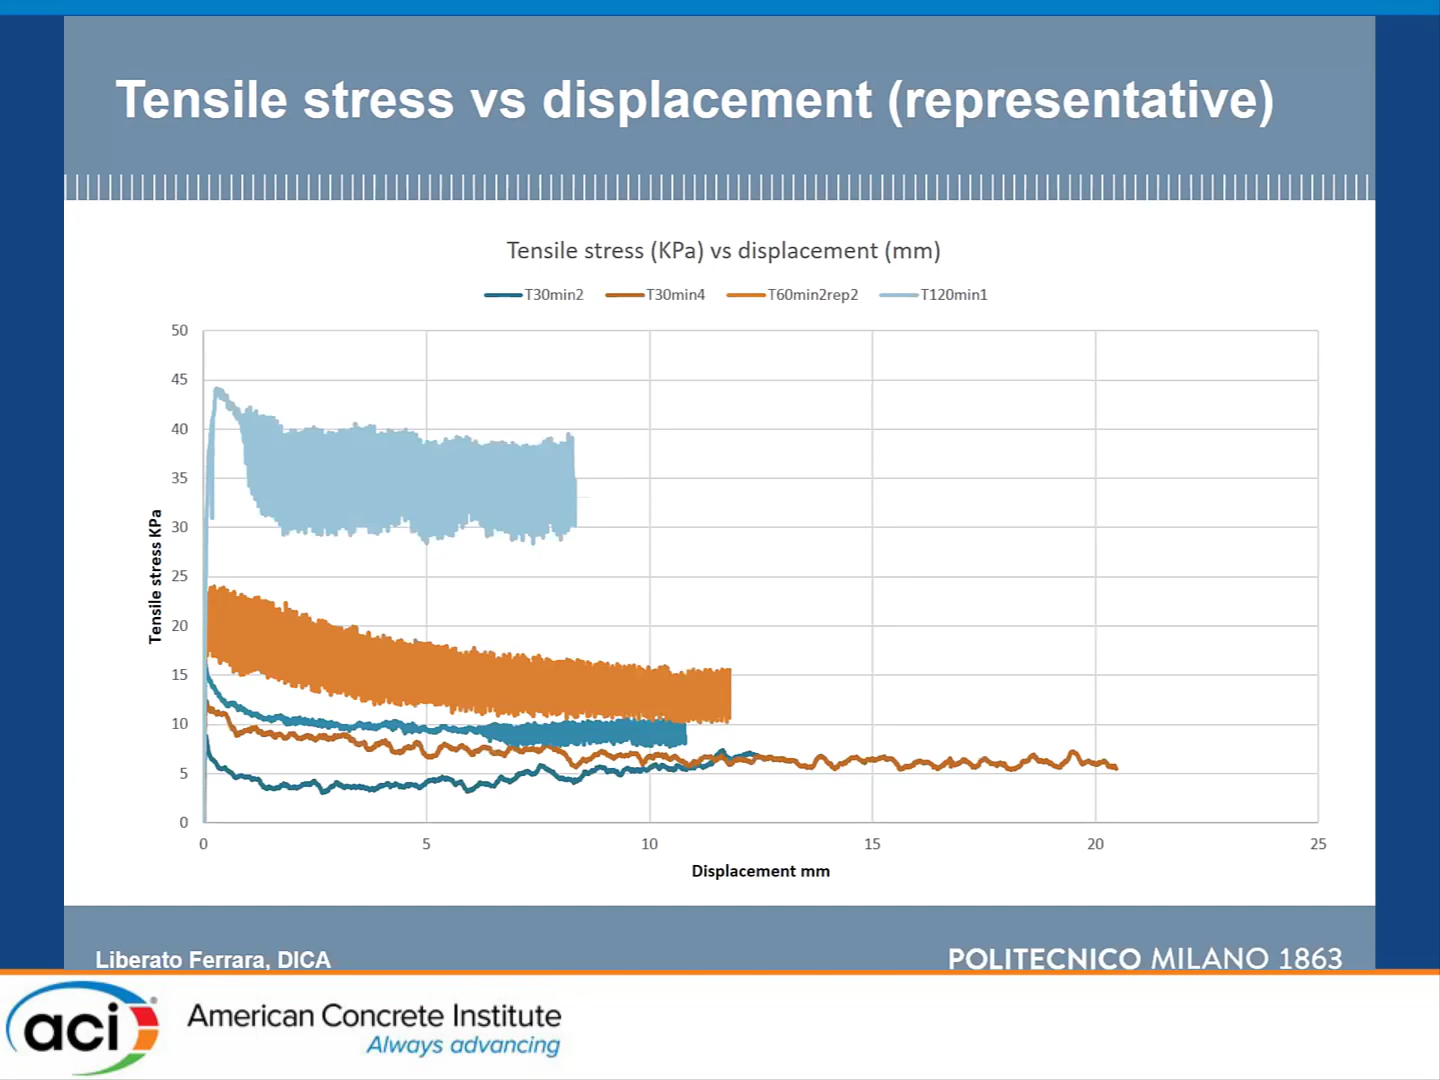 Tensile stress vs displacement (representative)
Tensile stress (KPa) vs displacement (mm)
T30min2 T30min4 T60min2rep2 T120min1
50
45
40
35
30
25
20
15
10
5
0
Tensile stress KPa
0 5 10 15 20 25
Displacement mm
Liberato Ferrara, DICA
POLITECNICO MILANO 1863
aci
American Concrete Institute
Always advancing